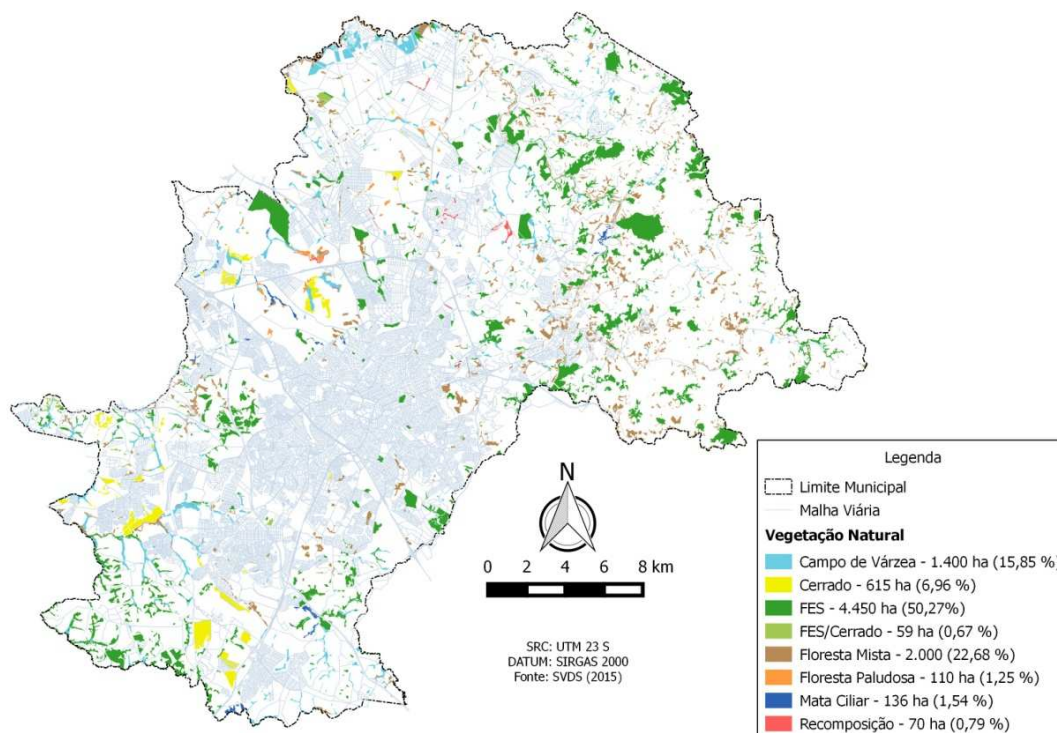 N
0 2 4 6 8 km
SRC: UTM 23 S
DATUM: SIRGAS 2000
Fonte: SVDS (2015)
Legenda
Limite Municipal
Malha Viária
Vegetação Natural
Campo de Várzea - 1.400 ha (15,85 %)
Cerrado - 615 ha (6,96 %)
FES - 4.450 ha (50,27%)
FES/Cerrado - 59 ha (0,67 %)
Floresta Mista - 2.000 (22,68 %)
Floresta Paludosa - 110 ha (1,25 %)
Mata Ciliar - 136 ha (1,54 %)
Recomposição - 70 ha (0,79 %)